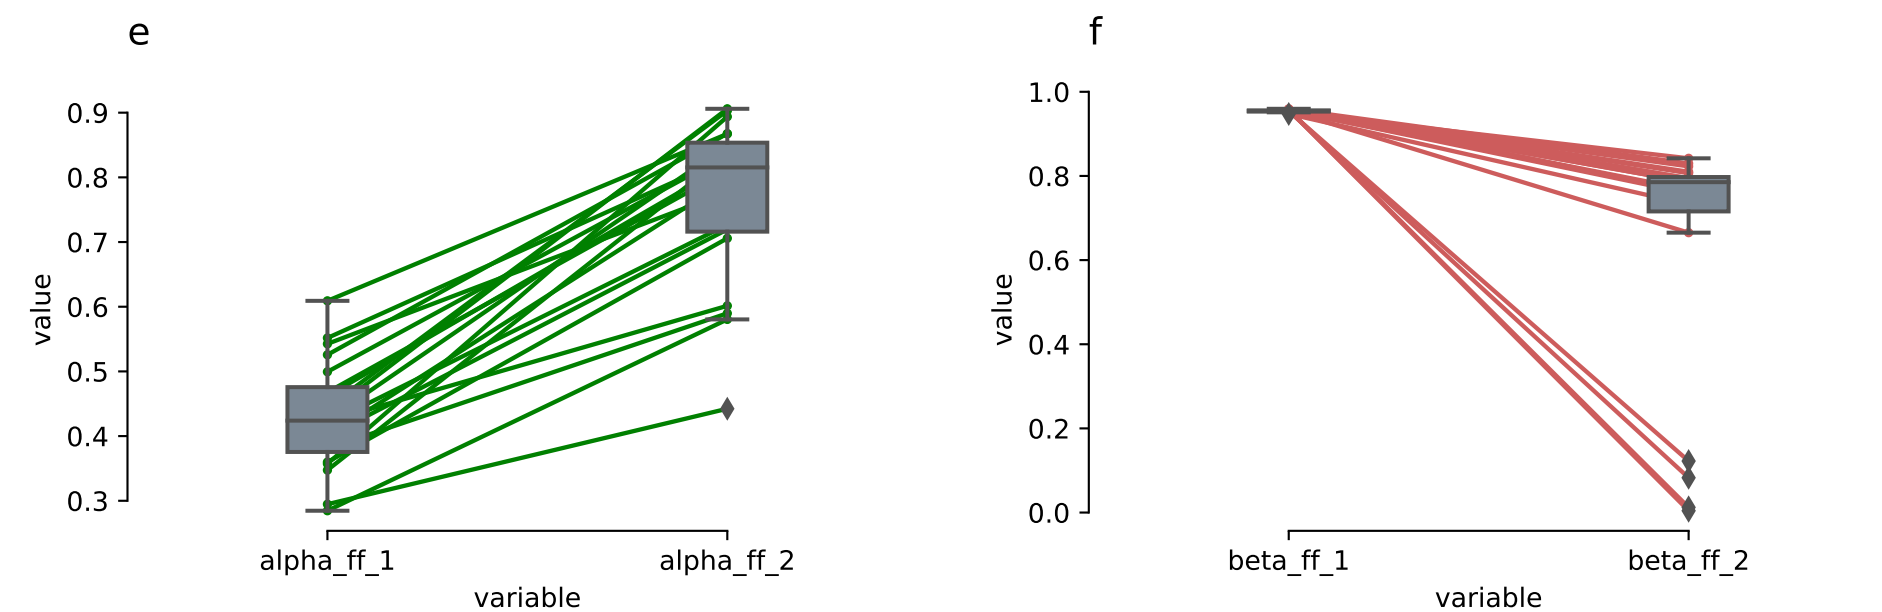 e
0.9
0.8
0.7
0.6
0.5
0.4
0.3
value
alpha_ff_1
alpha_ff_2
variable
f
1.0
0.8
0.6
0.4
0.2
0.0
value
beta_ff_1
beta_ff_2
variable